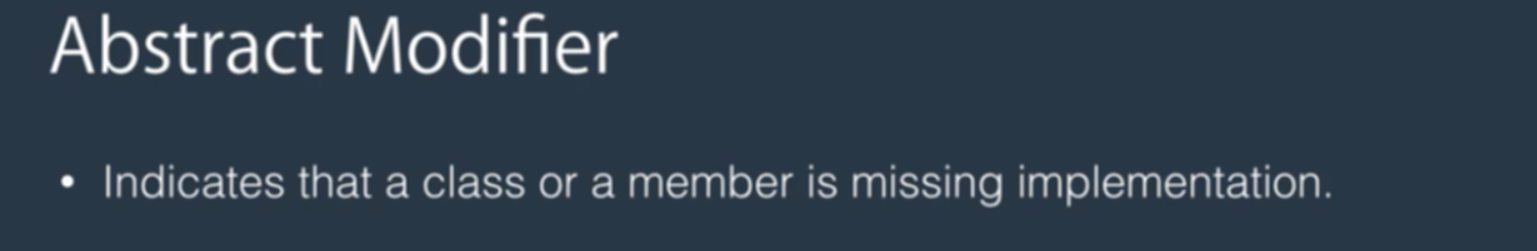 Abstract Modifier
• Indicates that a class or a member is missing implementation.